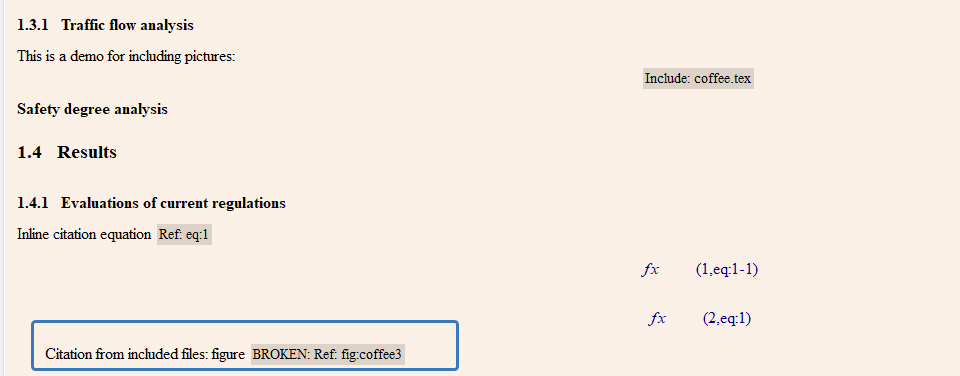 1.3.1 Traffic flow analysis
This is a demo for including pictures:
Include: coffee.tex
Safety degree analysis
1.4 Results
1.4.1 Evaluations of current regulations
Inline citation equation Ref: eq:1
fx (1,eq:1-1)
fx (2,eq:1)
Citation from included files: figure BROKEN: Ref: fig:coffee3